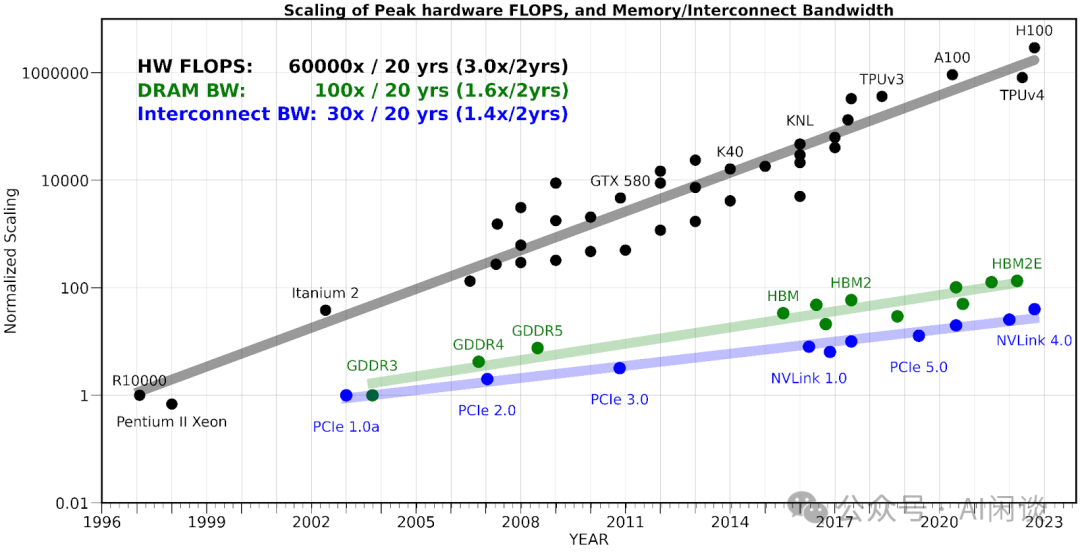 Scaling of Peak hardware FLOPS, and Memory/Interconnect Bandwidth
HW FLOPS: 60000x / 20 yrs (3.0x/2yrs)
DRAM BW: 100x / 20 yrs (1.6x/2yrs)
Interconnect BW: 30x / 20 yrs (1.4x/2yrs)
H100
A100
TPUv3
TPUv4
KNL
K40
GTX 580
Itanium 2
R10000
Pentium II Xeon
HBM2E
HBM2
HBM
GDDR5
GDDR4
GDDR3
NVLink 4.0
PCIe 5.0
NVLink 1.0
PCIe 3.0
PCIe 2.0
PCIe 1.0a
Normalized Scaling
1000000
10000
100
1
0.01
1996 1999 2002 2005 2008 2011 2014 2017 2020 2023
YEAR
公众号 · AI闲谈